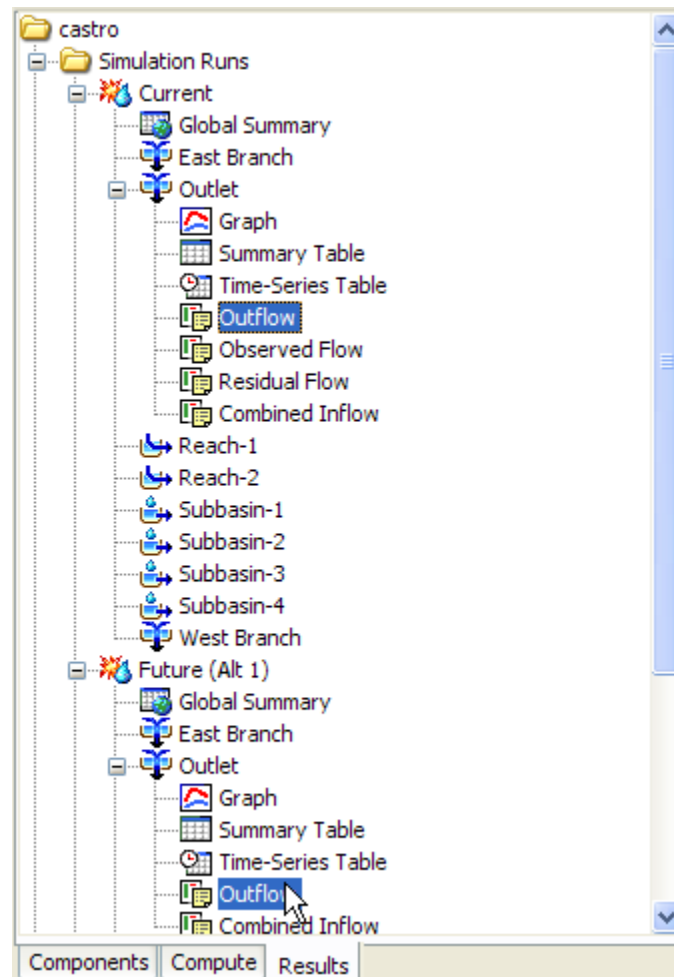 castro
Simulation Runs
Current
Global Summary
East Branch
Outlet
Graph
Summary Table
Time-Series Table
Outflow
Observed Flow
Residual Flow
Combined Inflow
Reach-1
Reach-2
Subbasin-1
Subbasin-2
Subbasin-3
Subbasin-4
West Branch
Future (Alt 1)
Global Summary
East Branch
Outlet
Graph
Summary Table
Time-Series Table
Outflow
Combined Inflow
Components Compute Results